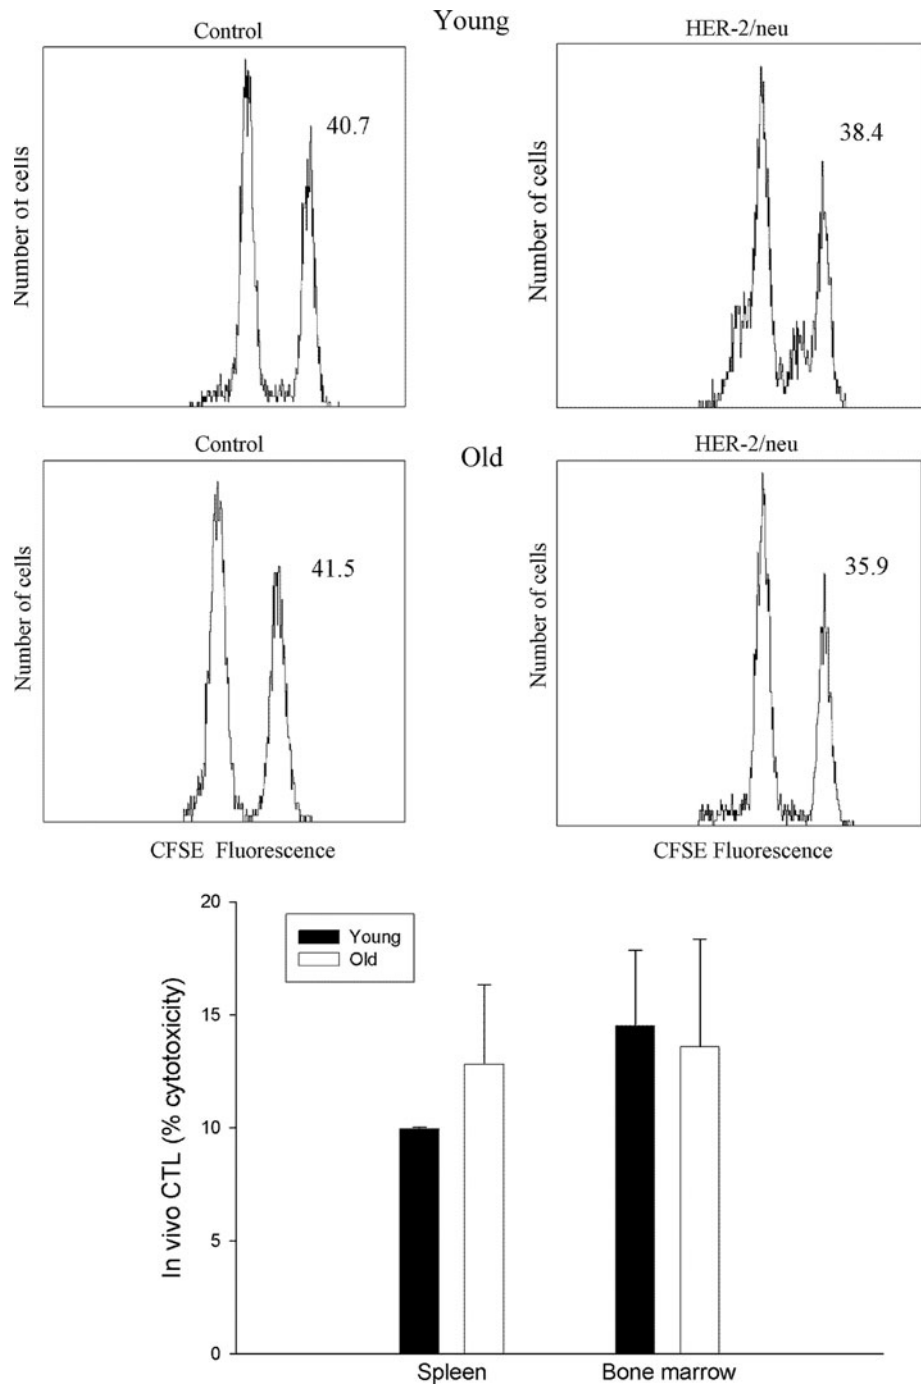 Young
Control
HER-2/neu
Number of cells
40.7
Number of cells
38.4
Old
Control
HER-2/neu
Number of cells
41.5
Number of cells
35.9
CFSE Fluorescence
CFSE Fluorescence
In vivo CTL (% cytotoxicity)
20
15
10
5
0
Young
Old
Spleen
Bone marrow